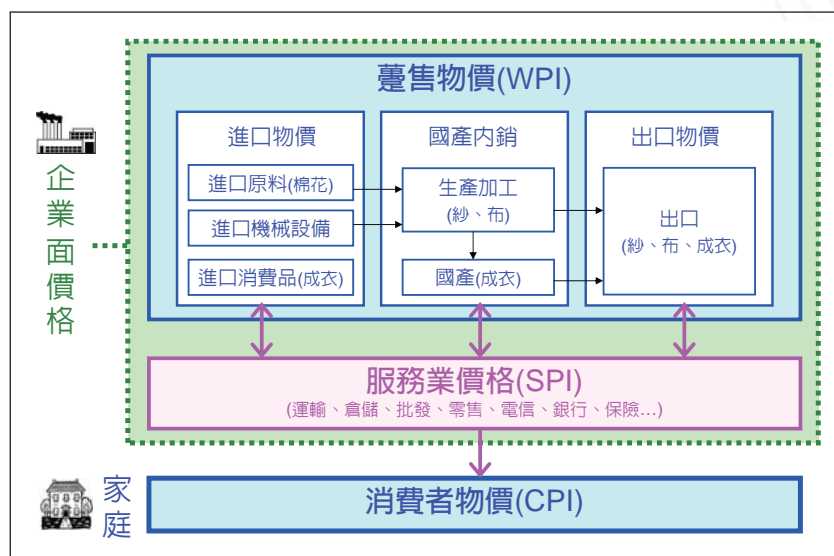 躉售物價(WPI)
進口物價
進口原料(棉花)
進口機械設備
進口消費品(成衣)
國產內銷
生產加工
(紗、布)
國產(成衣)
出口物價
出口
(紗、布、成衣)
企業面價格
服務業價格(SPI)
(運輸、倉儲、批發、零售、電信、銀行、保險…)
家庭
消費者物價(CPI)